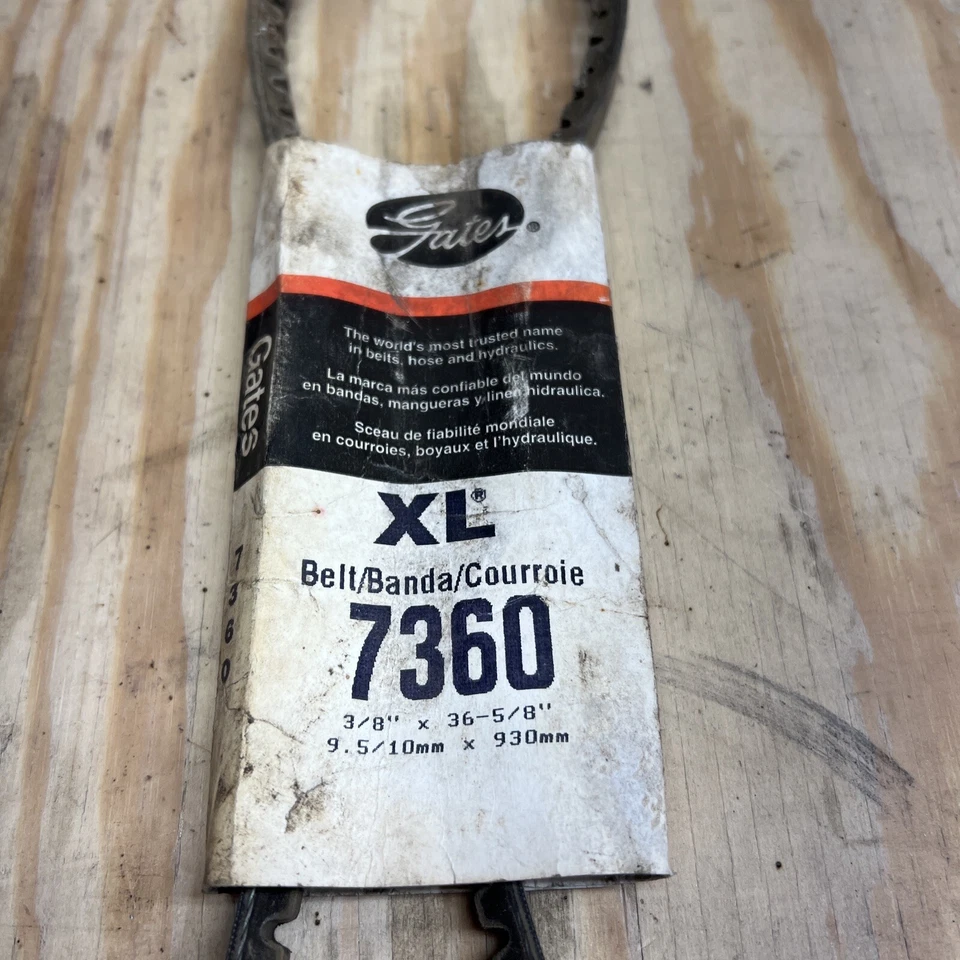 Gates®
The world's most trusted name
in belts, hose and hydraulics.
La marca más confiable del mundo
en bandas, mangueras y linea hidraulica.
Sceau de fiabilité mondiale
en courroies, boyaux et l'hydraulique.
Gates
XL®
Belt/Banda/Courroie
7360
7360
3/8" x 36-5/8"
9.5/10mm x 930mm